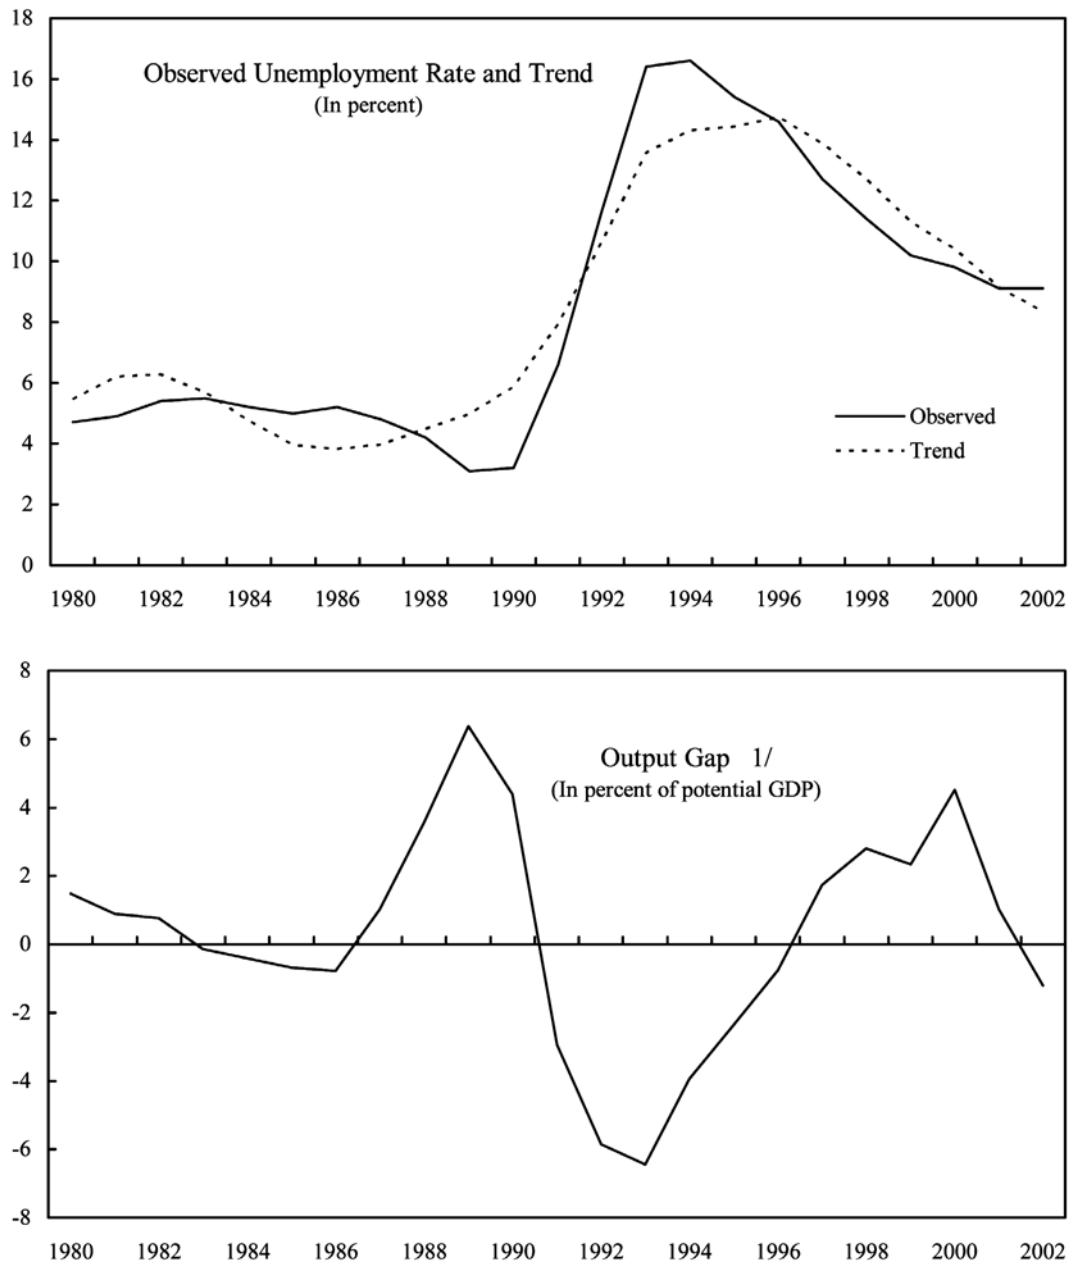 18
16
14
12
10
8
6
4
2
0
Observed Unemployment Rate and Trend
(In percent)
Observed
Trend
1980 1982 1984 1986 1988 1990 1992 1994 1996 1998 2000 2002
8
6
4
2
0
-2
-4
-6
-8
Output Gap 1/
(In percent of potential GDP)
1980 1982 1984 1986 1988 1990 1992 1994 1996 1998 2000 2002